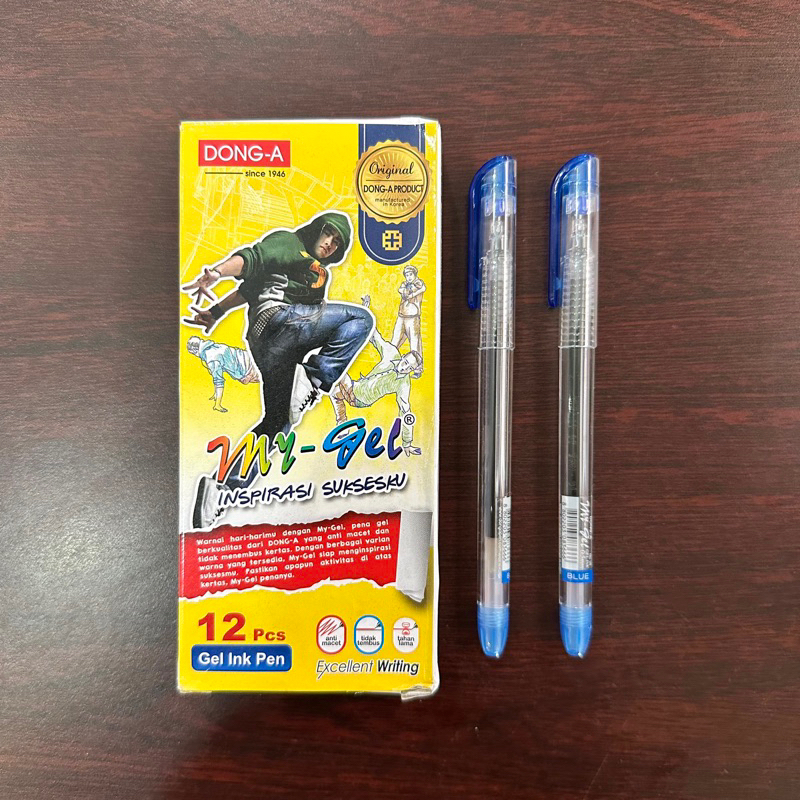 DONG-A
since 1946
Original
DONG-A PRODUCT
manufactured
in Korea
My-Gel®
INSPIRASI SUKSESKU
Warnai hari-harimu dengan My-Gel, pena gel
berkualitas dari DONG-A yang anti macet dan
tidak menembus kertas. Dengan berbagai varian
warna yang tersedia, My-Gel siap menginspirasi
suksesmu. Pastikan apapun aktivitas di atas
kertas, My-Gel penanya.
12 Pcs
Gel Ink Pen
anti
macet
tidak
tembus
tahan
lama
Excellent Writing
BLUE